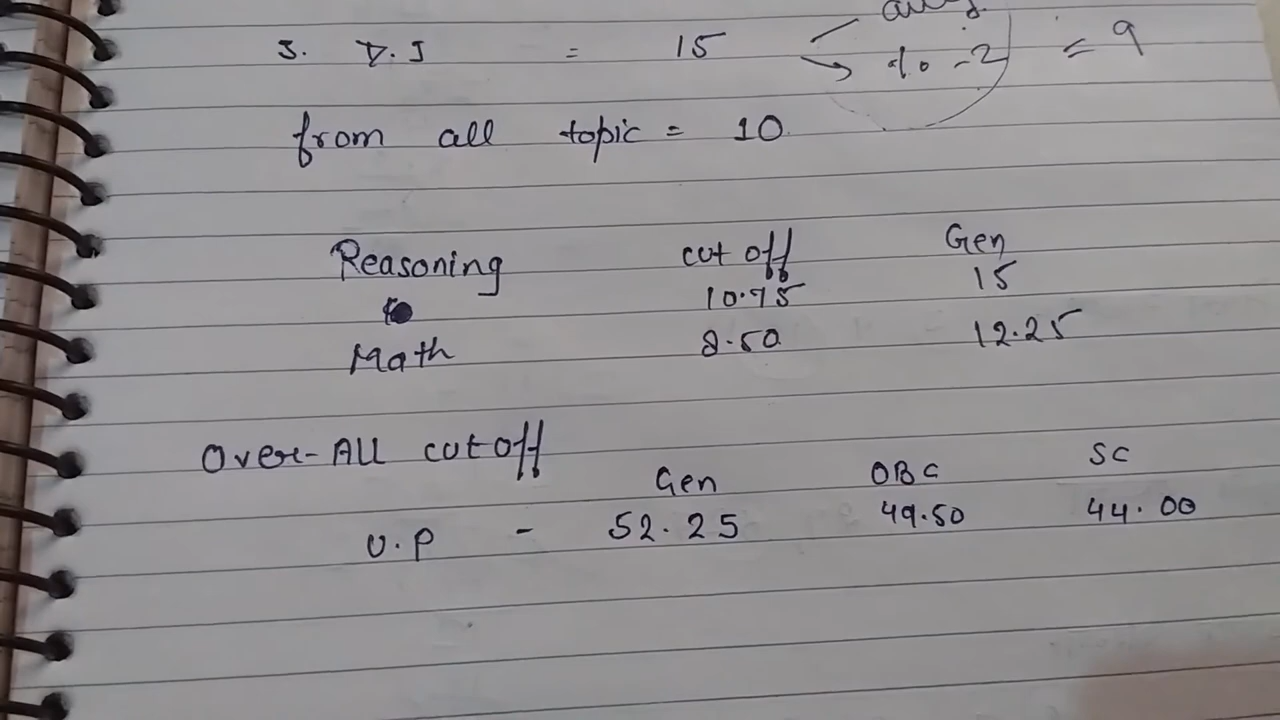 3. D.I = 15 % - 2 = 9
from all topic = 10
Reasoning cut off Gen
10.75 15
Math 8.50 12.25
Over-All cut off
Gen OBC SC
U.P - 52.25 49.50 44.00